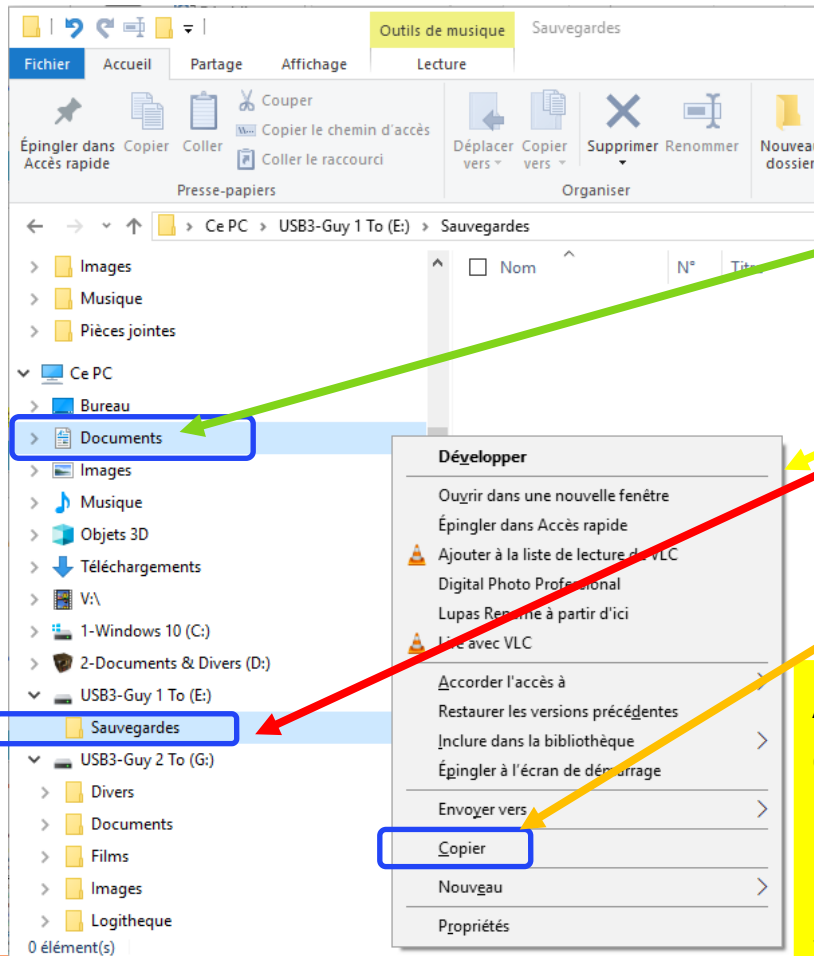 Outils de musique Sauvegardes
Fichier Accueil Partage Affichage Lecture
Épingler dans Accès rapide
Copier
Coller
Couper
Copier le chemin d'accès
Coller le raccourci
Déplacer vers
Copier vers
Supprimer
Renommer
Nouveau dossier
Presse-papiers
Organiser
Ce PC > USB3-Guy 1 To (E:) > Sauvegardes
Nom N° Titre
Images
Musique
Pièces jointes
Ce PC
Bureau
Documents
Images
Musique
Objets 3D
Téléchargements
V:\
1-Windows 10 (C:)
2-Documents & Divers (D:)
USB3-Guy 1 To (E:)
Sauvegardes
USB3-Guy 2 To (G:)
Divers
Documents
Films
Images
Logitheque
0 élément(s)
Développer
Ouvrir dans une nouvelle fenêtre
Épingler dans Accès rapide
Ajouter à la liste de lecture de VLC
Digital Photo Professional
Lupas Rename à partir d'ici
Lire avec VLC
Accorder l'accès à
Restaurer les versions précédentes
Inclure dans la bibliothèque
Épingler à l'écran de démarrage
Envoyer vers
Copier
Nouveau
Propriétés